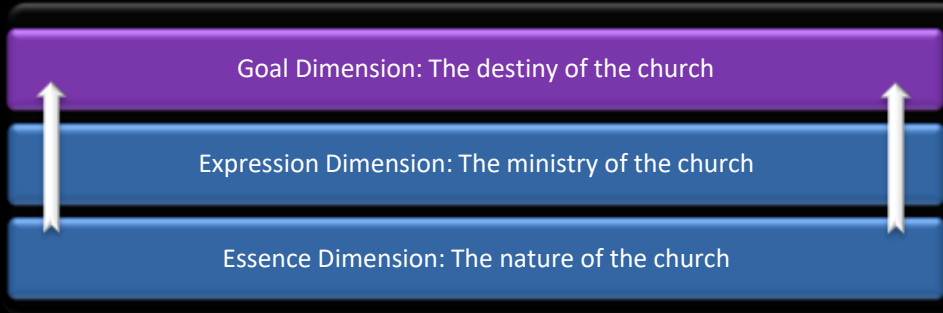 Goal Dimension: The destiny of the church
Expression Dimension: The ministry of the church
Essence Dimension: The nature of the church